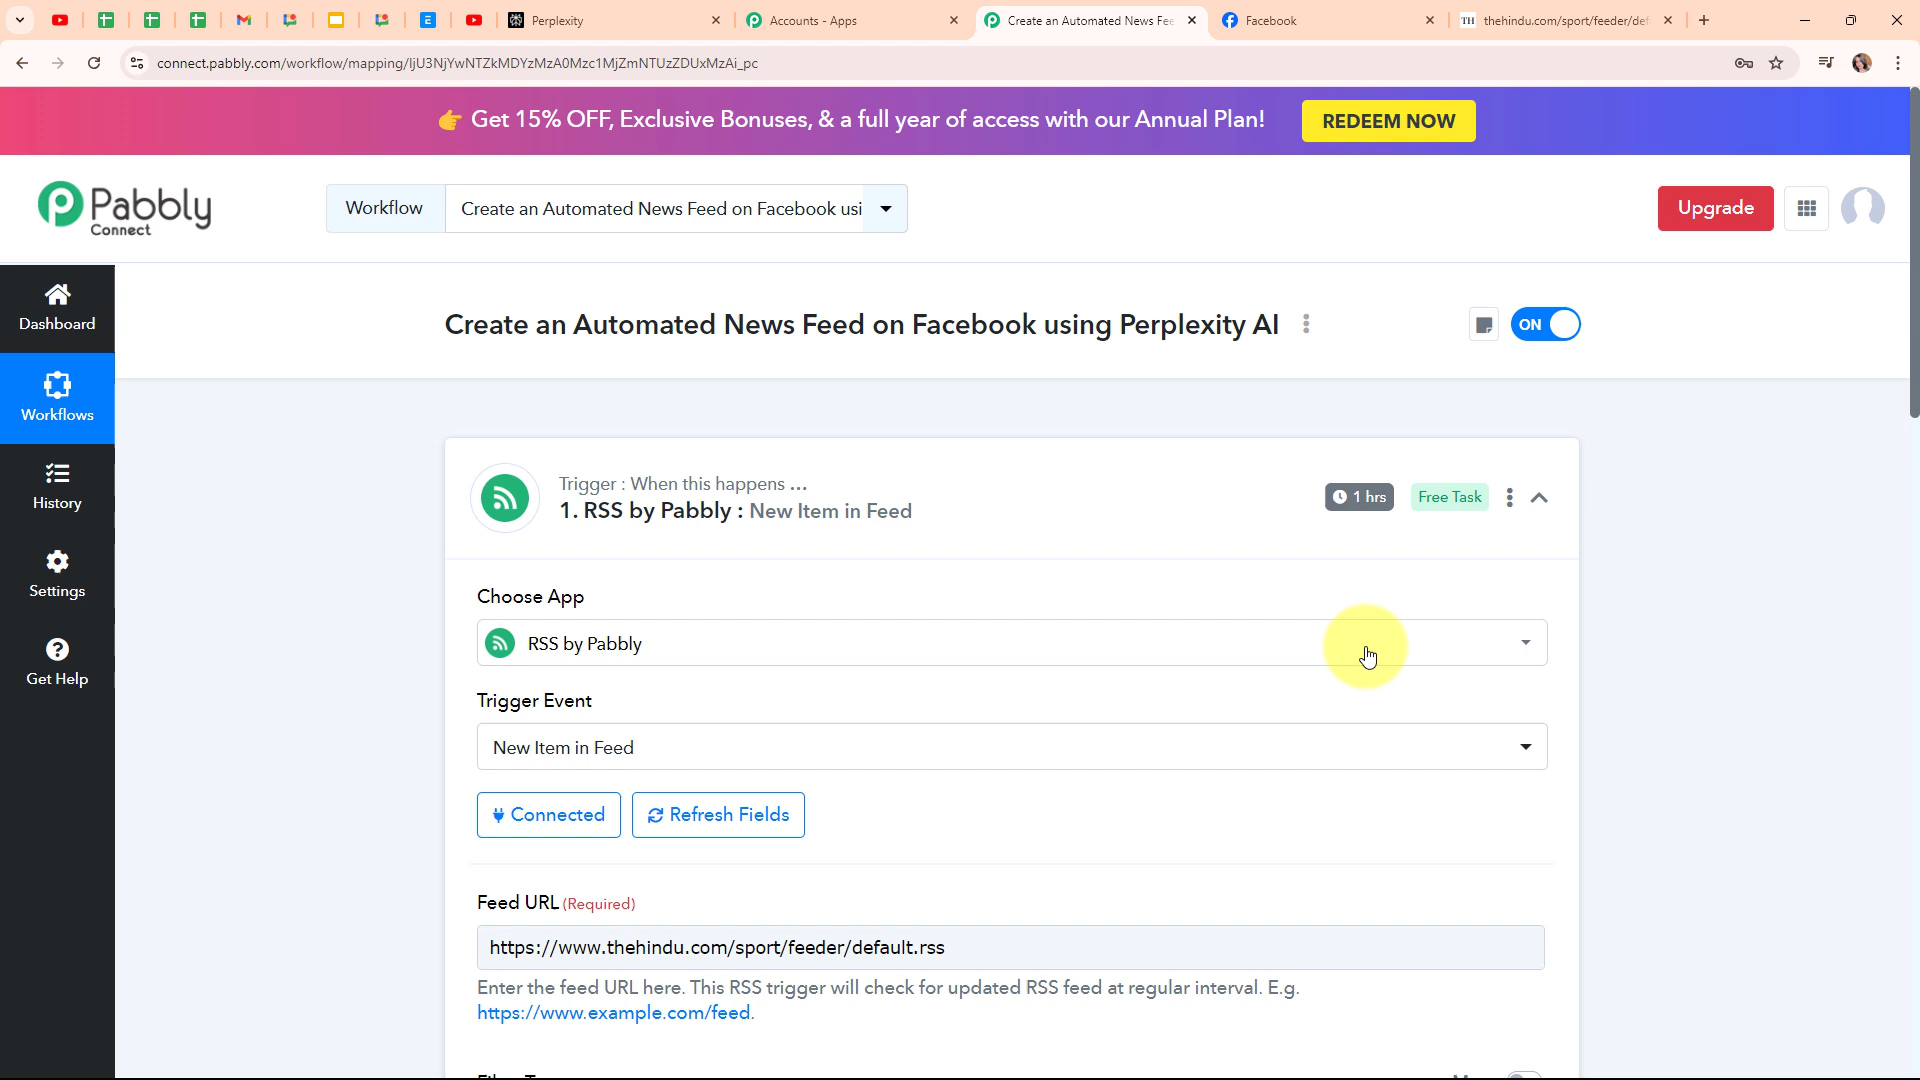 Perplexity
Accounts - Apps
Create an Automated News Fee
Facebook
TH thehindu.com/sport/feeder/def
connect.pabbly.com/workflow/mapping/IjU3NjYwNTZkMDYzMzA0Mzc1MjZmNTUzZDUxMzAi_pc
👉 Get 15% OFF, Exclusive Bonuses, & a full year of access with our Annual Plan!
REDEEM NOW
Pabbly
Connect
Workflow
Create an Automated News Feed on Facebook usi
Upgrade
Dashboard
Workflows
History
Settings
Get Help
Create an Automated News Feed on Facebook using Perplexity AI
ON
Trigger : When this happens ...
1. RSS by Pabbly : New Item in Feed
1 hrs
Free Task
Choose App
RSS by Pabbly
Trigger Event
New Item in Feed
Connected
Refresh Fields
Feed URL (Required)
https://www.thehindu.com/sport/feeder/default.rss
Enter the feed URL here. This RSS trigger will check for updated RSS feed at regular interval. E.g.
https://www.example.com/feed.